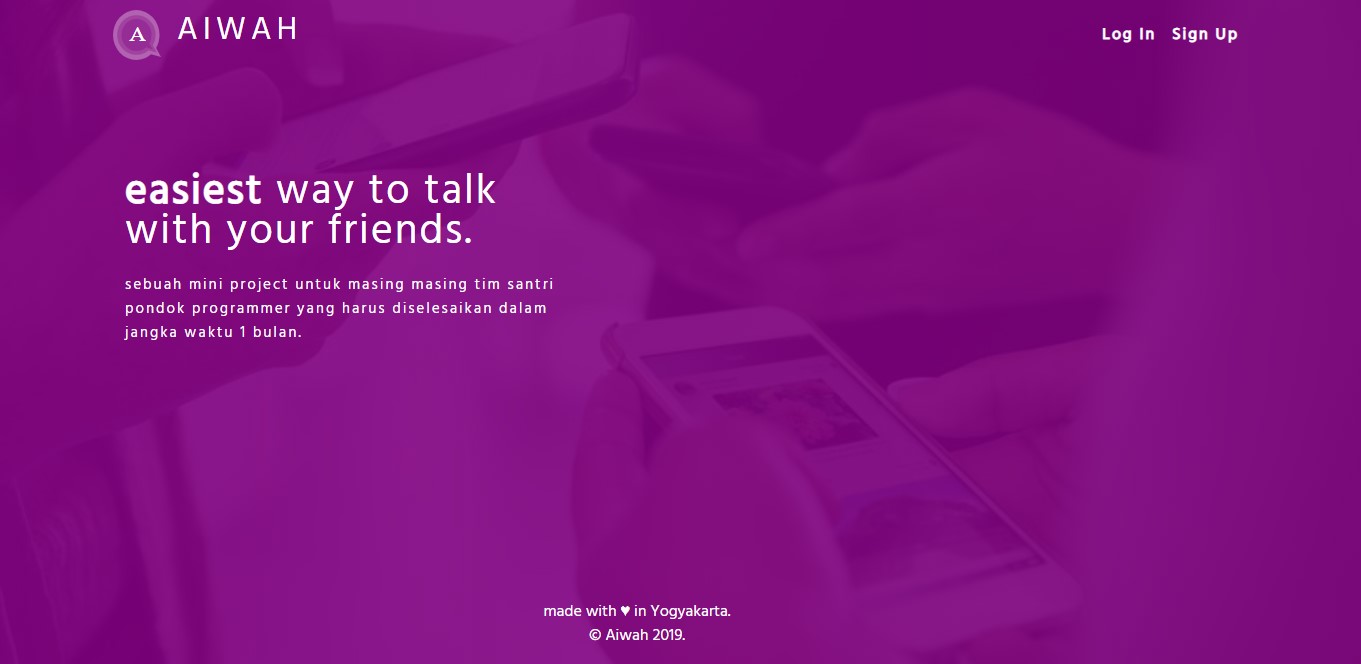 A
AIWAH
Log In Sign Up
easiest way to talk
with your friends.
sebuah mini project untuk masing masing tim santri
pondok programmer yang harus diselesaikan dalam
jangka waktu 1 bulan.
made with ♥ in Yogyakarta.
© Aiwah 2019.